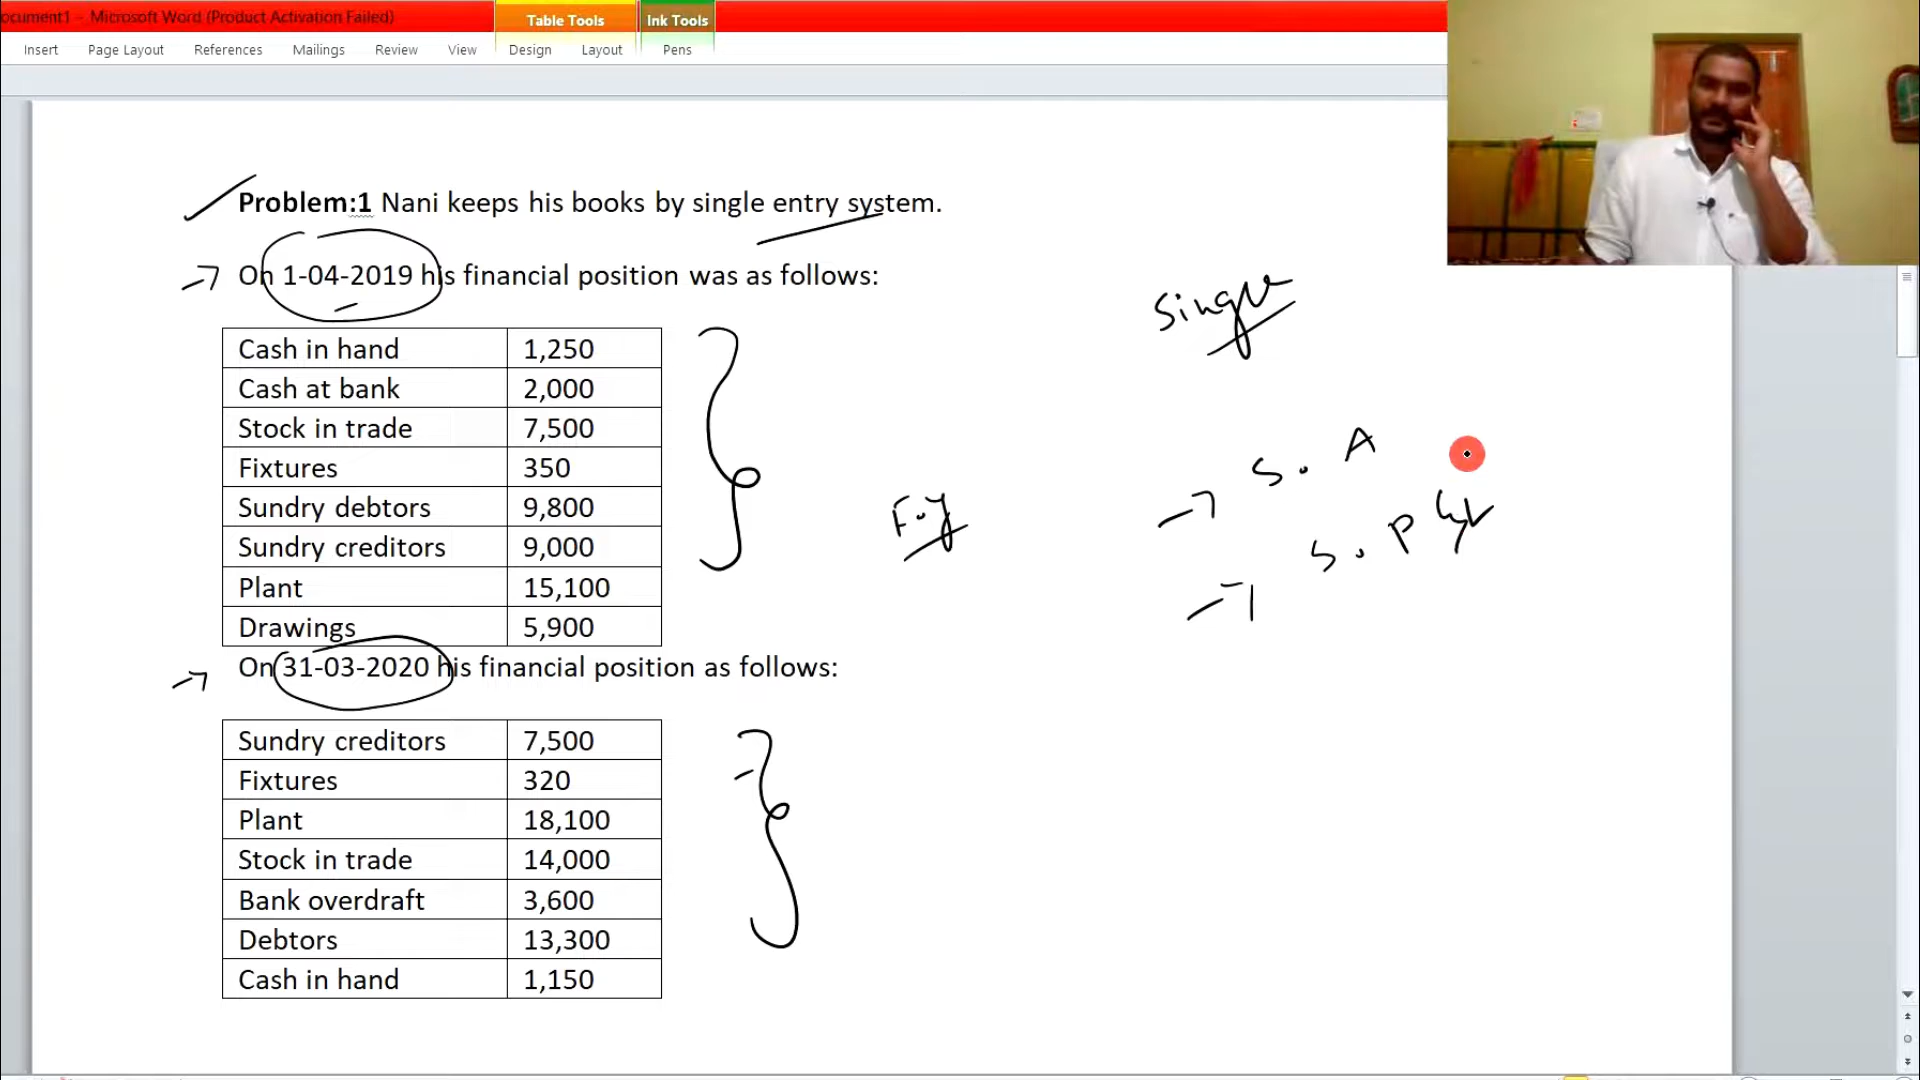 ocument1 - Microsoft Word (Product Activation Failed)
Table Tools
Ink Tools
Insert Page Layout References Mailings Review View Design Layout Pens
Problem:1 Nani keeps his books by single entry system.
On 1-04-2019 his financial position was as follows:
Single
Cash in hand 1,250
Cash at bank 2,000
Stock in trade 7,500
S. A
Fixtures 350
Sundry debtors 9,800
F.y
Sundry creditors 9,000
Plant 15,100
Drawings 5,900
On 31-03-2020 his financial position as follows:
Sundry creditors 7,500
Fixtures 320
Plant 18,100
Stock in trade 14,000
Bank overdraft 3,600
Debtors 13,300
Cash in hand 1,150